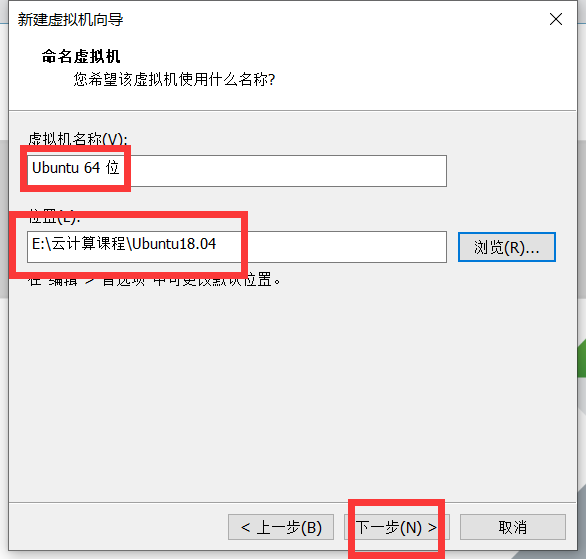 新建虚拟机向导
命名虚拟机
您希望该虚拟机使用什么名称?
虚拟机名称(V):
Ubuntu 64 位
位置(L):
E:\云计算课程\Ubuntu18.04
浏览(R)...
在"编辑">"首选项"中可更改默认位置。
< 上一步(B)
下一步(N) >
取消